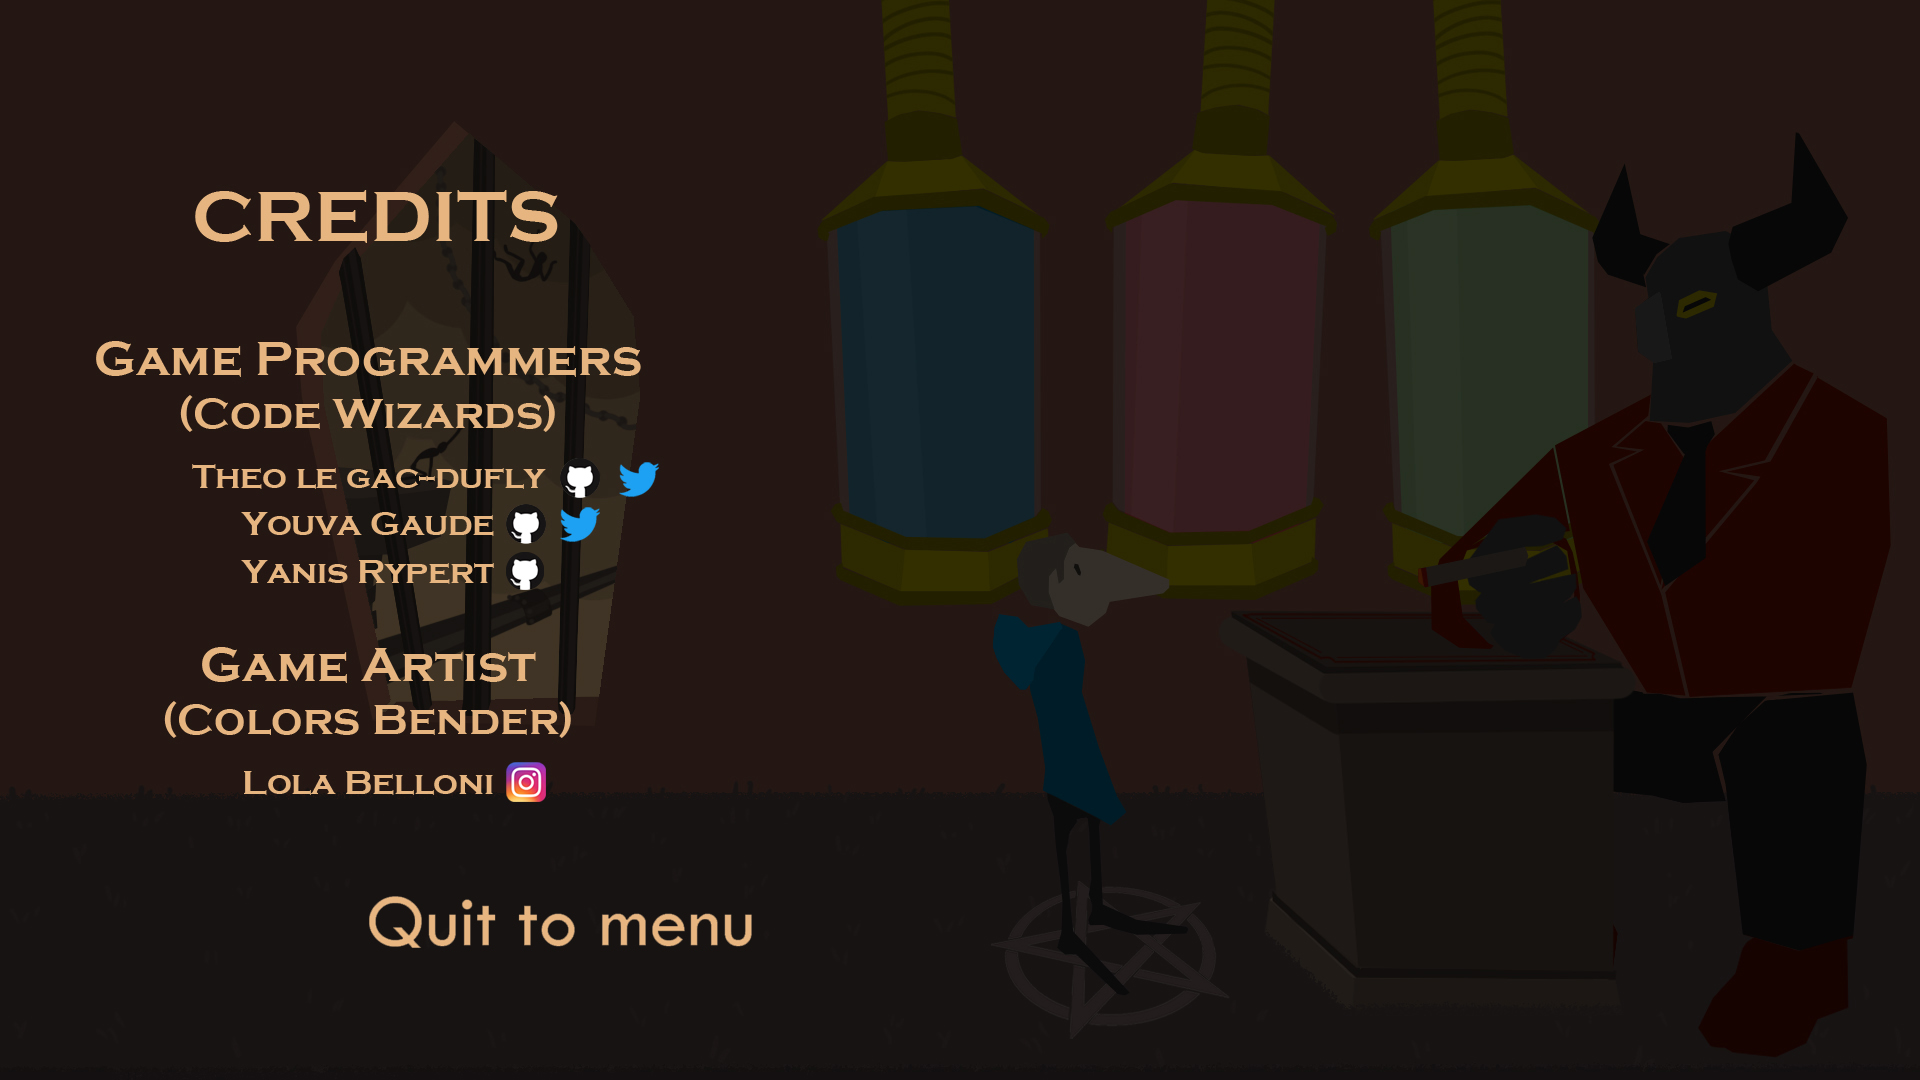 CREDITS
GAME PROGRAMMERS
(CODE WIZARDS)
THEO LE GAC-DUFLY
YOUVA GAUDE
YANIS RYPERT
GAME ARTIST
(COLORS BENDER)
LOLA BELLONI
Quit to menu